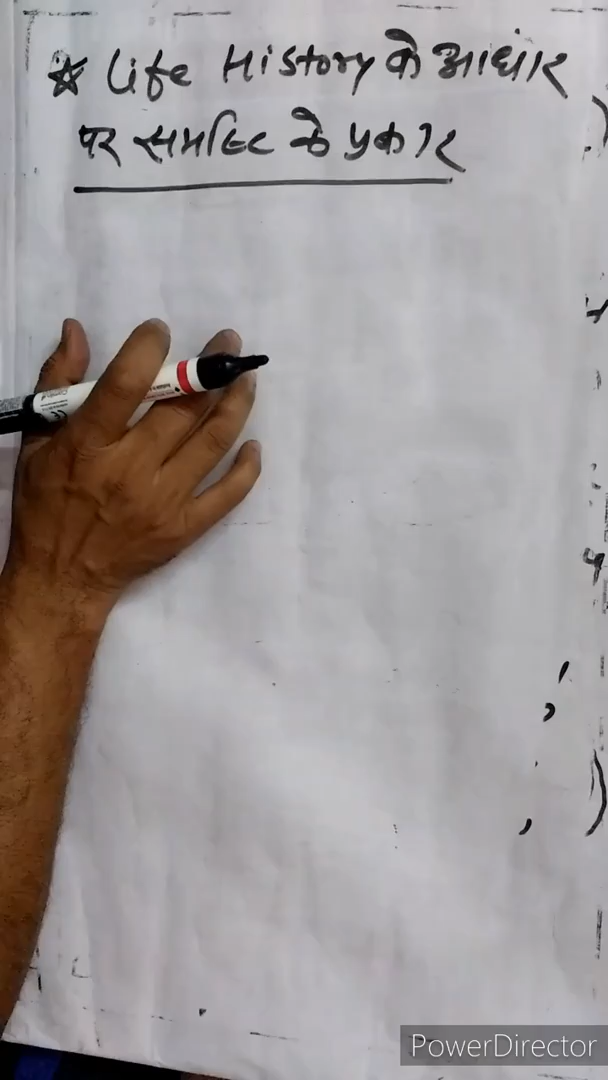 ☆ Life History के आधार
पर समष्टि के प्रकार
PowerDirector